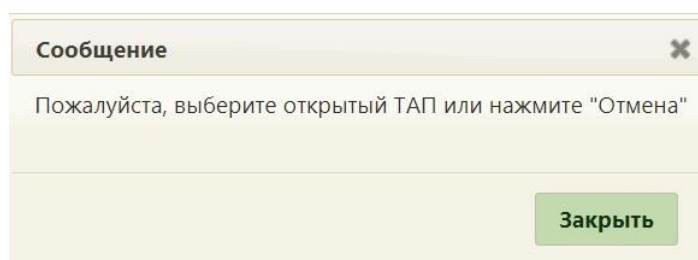 Сообщение
Пожалуйста, выберите открытый ТАП или нажмите "Отмена"
Закрыть